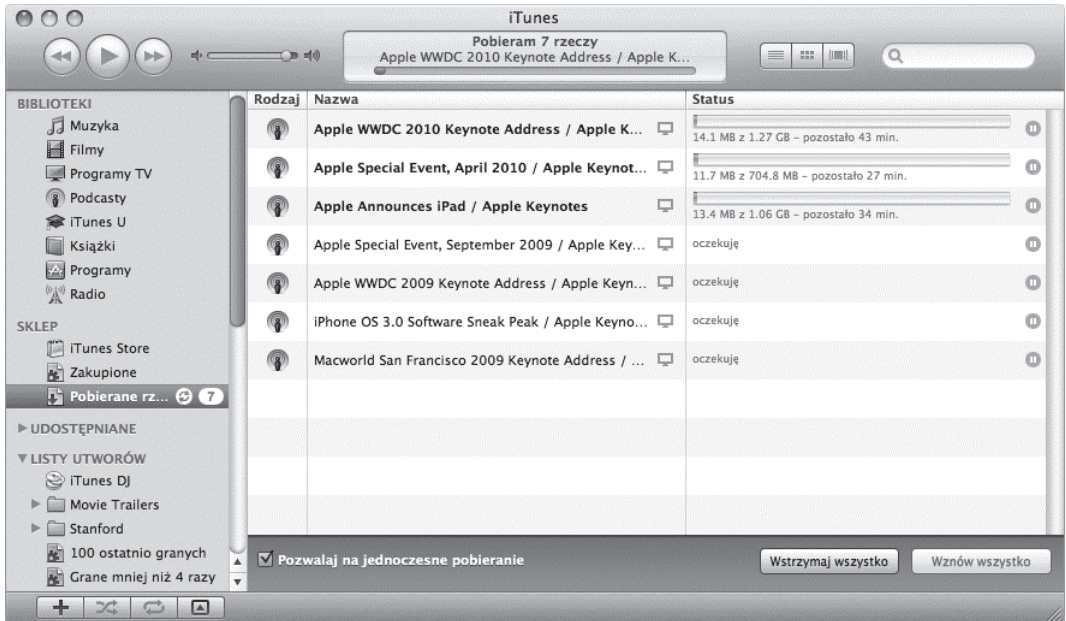 iTunes
Pobieram 7 rzeczy
Apple WWDC 2010 Keynote Address / Apple K...
BIBLIOTEKI
Muzyka
Filmy
Programy TV
Podcasty
iTunes U
Książki
Programy
Radio
SKLEP
iTunes Store
Zakupione
Pobierane rz... 7
UDOSTĘPNIANE
LISTY UTWORÓW
iTunes DJ
Movie Trailers
Stanford
100 ostatnio granych
Grane mniej niż 4 razy
Rodzaj Nazwa Status
Apple WWDC 2010 Keynote Address / Apple K...
14.1 MB z 1.27 GB – pozostało 43 min.
Apple Special Event, April 2010 / Apple Keynot...
11.7 MB z 704.8 MB – pozostało 27 min.
Apple Announces iPad / Apple Keynotes
13.4 MB z 1.06 GB – pozostało 34 min.
Apple Special Event, September 2009 / Apple Key... oczekuję
Apple WWDC 2009 Keynote Address / Apple Keyn... oczekuję
iPhone OS 3.0 Software Sneak Peak / Apple Keyno... oczekuję
Macworld San Francisco 2009 Keynote Address / ... oczekuję
Pozwalaj na jednoczesne pobieranie
Wstrzymaj wszystko Wznów wszystko